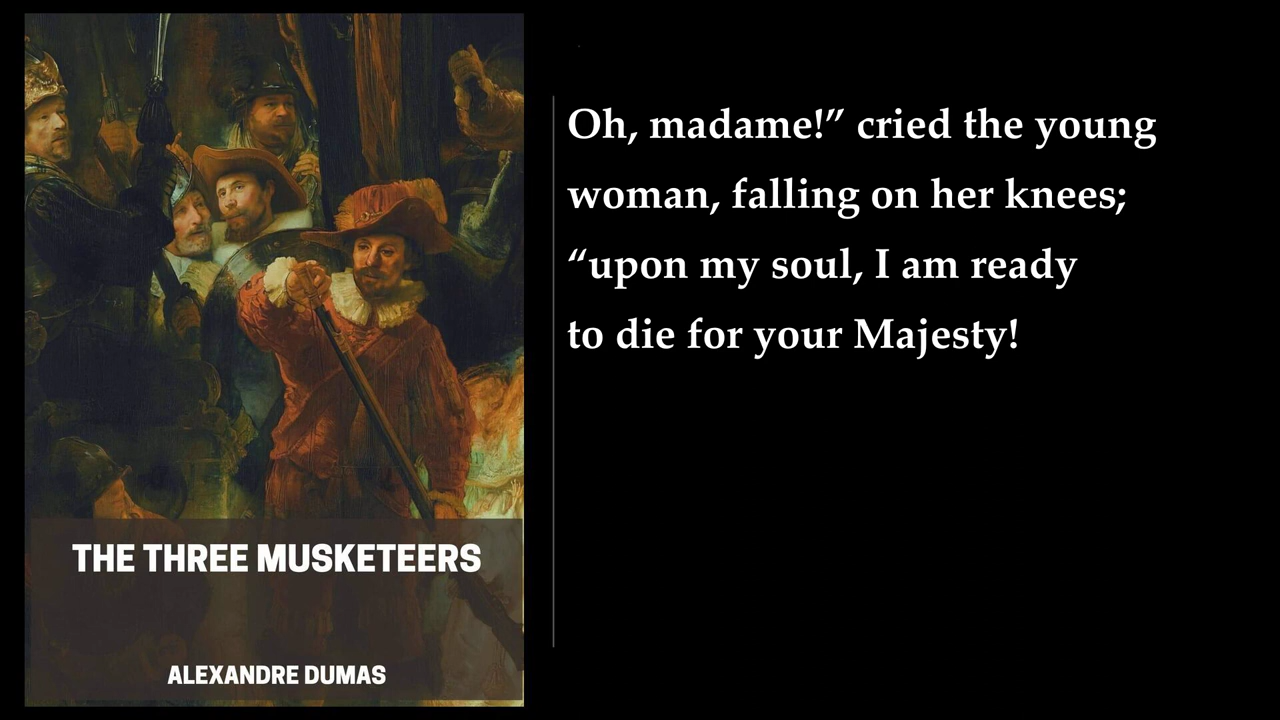 THE THREE MUSKETEERS
ALEXANDRE DUMAS
Oh, madame!” cried the young
woman, falling on her knees;
“upon my soul, I am ready
to die for your Majesty!